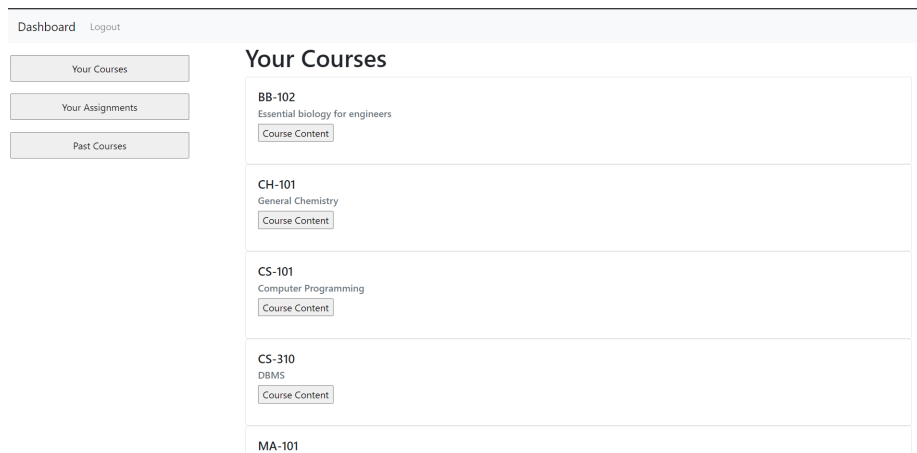 Dashboard Logout
Your Courses
Your Assignments
Past Courses
Your Courses
BB-102
Essential biology for engineers
Course Content
CH-101
General Chemistry
Course Content
CS-101
Computer Programming
Course Content
CS-310
DBMS
Course Content
MA-101